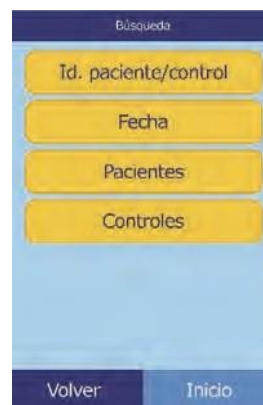 Búsqueda
Id. paciente/control
Fecha
Pacientes
Controles
Volver Inicio